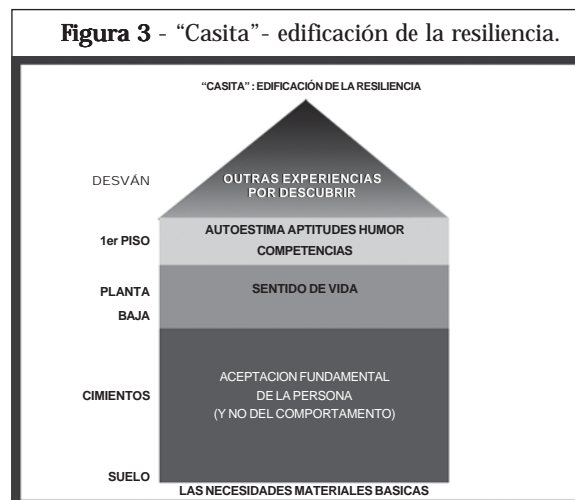 Figura 3 - “Casita”- edificación de la resiliencia.
“CASITA” : EDIFICACIÓN DE LA RESILIENCIA
DESVÁN
OUTRAS EXPERIENCIAS
POR DESCUBRIR
1er PISO
AUTOESTIMA APTITUDES HUMOR
COMPETENCIAS
PLANTA
BAJA
SENTIDO DE VIDA
CIMIENTOS
ACEPTACION FUNDAMENTAL
DE LA PERSONA
(Y NO DEL COMPORTAMENTO)
SUELO
LAS NECESIDADES MATERIALES BASICAS